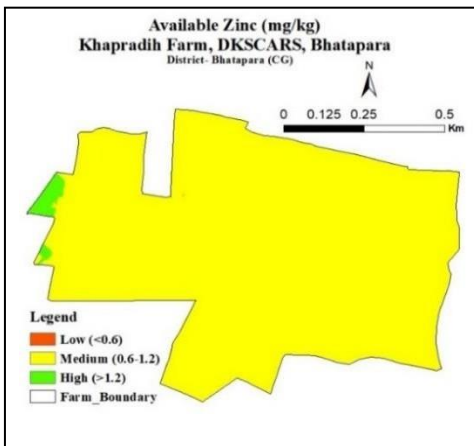 Available Zinc (mg/kg)
Khapradih Farm, DKSCARS, Bhatapara
District- Bhatapara (CG)
N
0 0.125 0.25 0.5
Km
Legend
Low (<0.6)
Medium (0.6-1.2)
High (>1.2)
Farm_Boundary